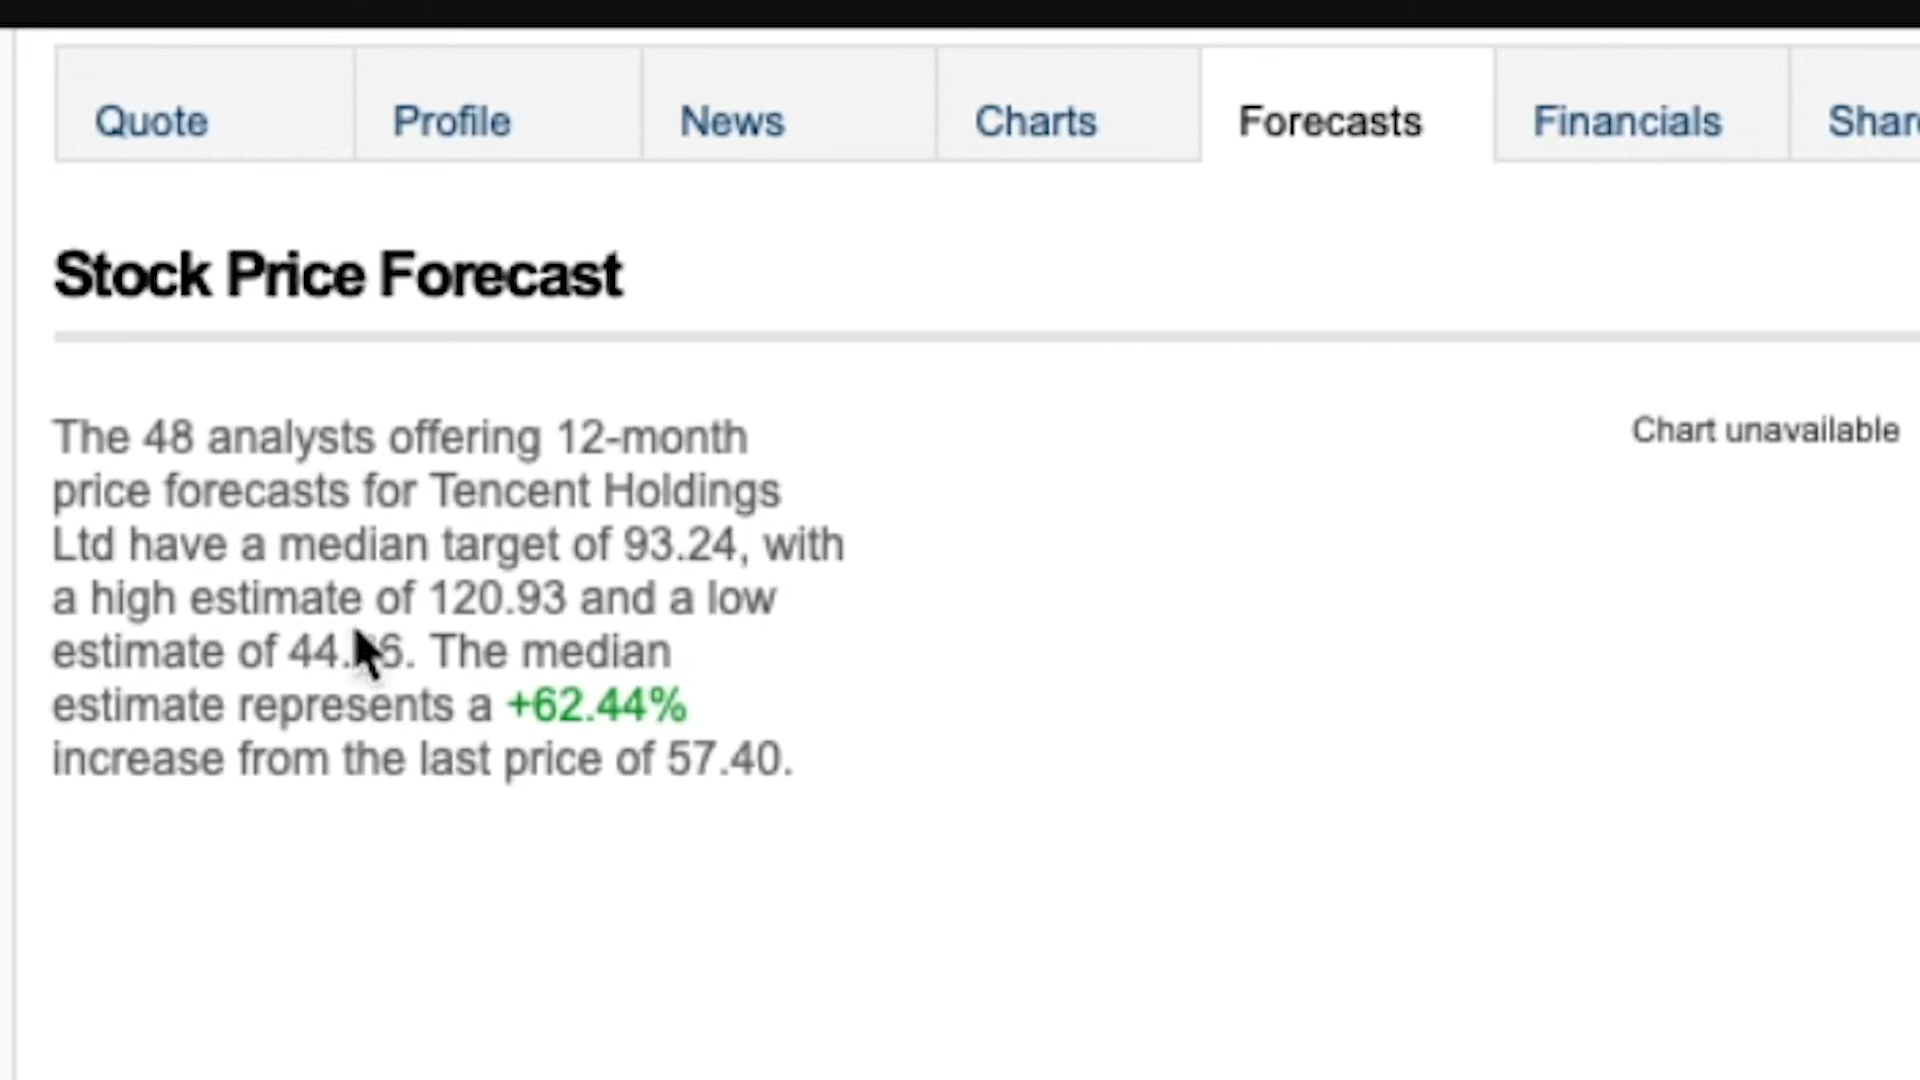 Quote Profile News Charts Forecasts Financials
Stock Price Forecast
The 48 analysts offering 12-month
price forecasts for Tencent Holdings
Ltd have a median target of 93.24, with
a high estimate of 120.93 and a low
estimate of The median
estimate represents a +62.44%
increase from the last price of 57.40.
Chart unavailable